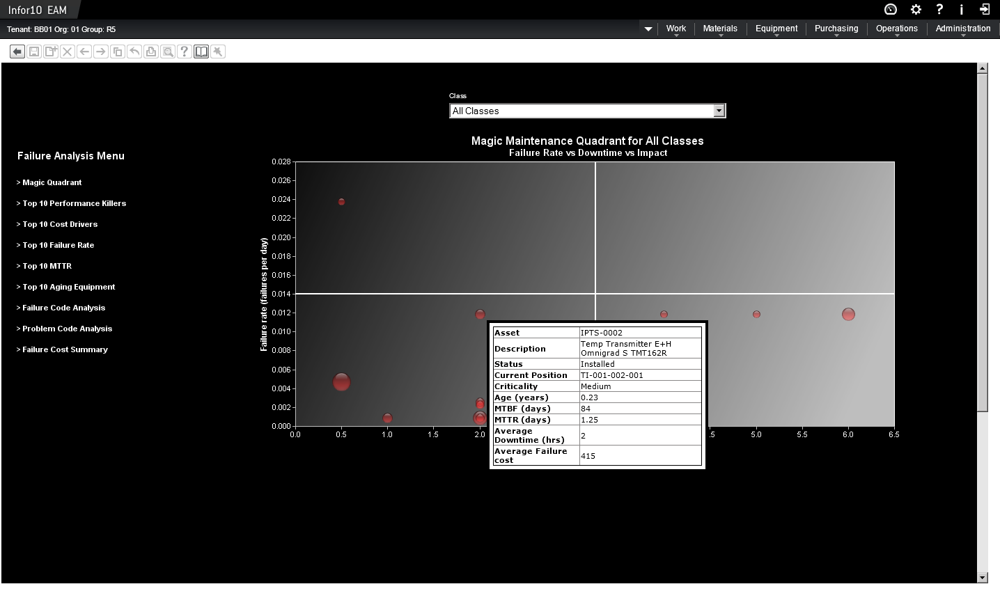 Infor10 EAM
Tenant: BB01 Org: 01 Group: R5
Work
Materials
Equipment
Purchasing
Operations
Administration
Class
All Classes
Failure Analysis Menu
> Magic Quadrant
> Top 10 Performance Killers
> Top 10 Cost Drivers
> Top 10 Failure Rate
> Top 10 MTTR
> Top 10 Aging Equipment
> Failure Code Analysis
> Problem Code Analysis
> Failure Cost Summary
Magic Maintenance Quadrant for All Classes
Failure Rate vs Downtime vs Impact
Failure rate (failures per day)
0.028
0.026
0.024
0.022
0.020
0.018
0.016
0.014
0.012
0.010
0.008
0.006
0.004
0.002
0.000
0.0 0.5 1.0 1.5 2.0 .5 5.0 5.5 6.0 6.5
Asset IPTS-0002
Description Temp Transmitter E+H
Omnigrad S TMT162R
Status Installed
Current Position TI-001-002-001
Criticality Medium
Age (years) 0.23
MTBF (days) 84
MTTR (days) 1.25
Average
Downtime (hrs) 2
Average Failure
cost 415